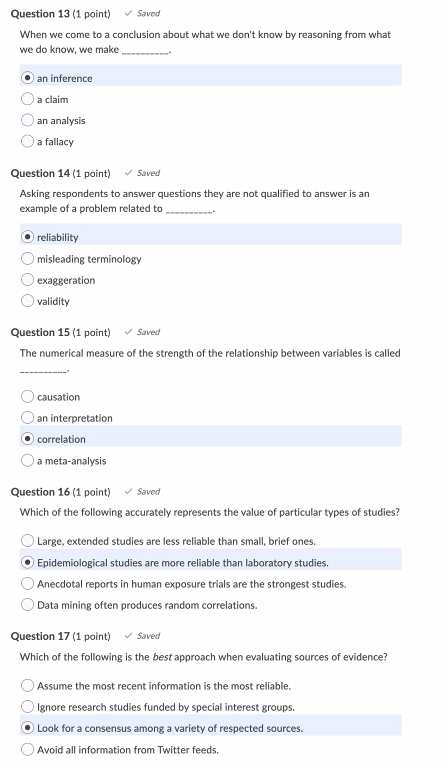 Question 13 (1 point) ✓ Saved
When we come to a conclusion about what we don't know by reasoning from what
we do know, we make __________.
an inference
a claim
an analysis
a fallacy
Question 14 (1 point) ✓ Saved
Asking respondents to answer questions they are not qualified to answer is an
example of a problem related to __________.
reliability
misleading terminology
exaggeration
validity
Question 15 (1 point) ✓ Saved
The numerical measure of the strength of the relationship between variables is called
__________.
causation
an interpretation
correlation
a meta-analysis
Question 16 (1 point) ✓ Saved
Which of the following accurately represents the value of particular types of studies?
Large, extended studies are less reliable than small, brief ones.
Epidemiological studies are more reliable than laboratory studies.
Anecdotal reports in human exposure trials are the strongest studies.
Data mining often produces random correlations.
Question 17 (1 point) ✓ Saved
Which of the following is the best approach when evaluating sources of evidence?
Assume the most recent information is the most reliable.
Ignore research studies funded by special interest groups.
Look for a consensus among a variety of respected sources.
Avoid all information from Twitter feeds.